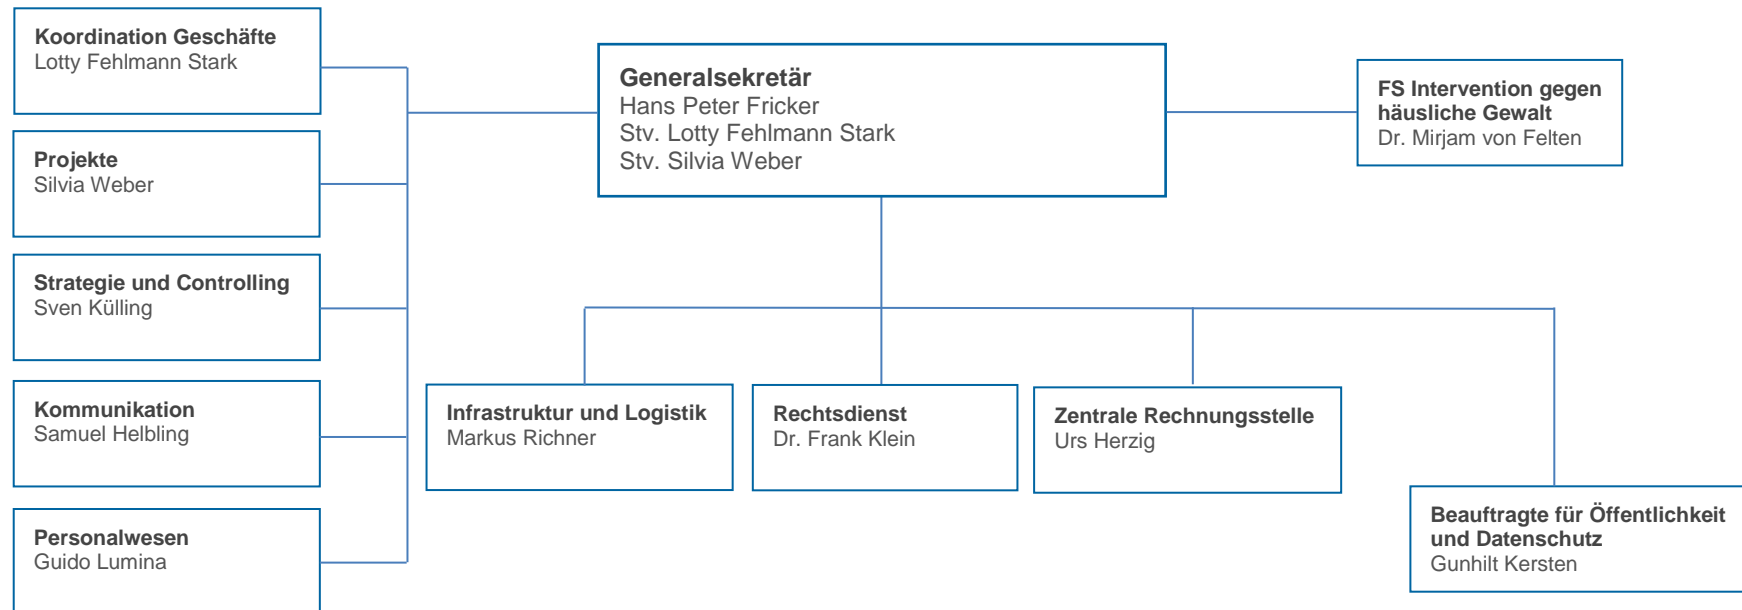 Koordination Geschäfte
Lotty Fehlmann Stark
Generalsekretär
Hans Peter Fricker
Stv. Lotty Fehlmann Stark
Stv. Silvia Weber
FS Intervention gegen
häusliche Gewalt
Dr. Mirjam von Felten
Projekte
Silvia Weber
Strategie und Controlling
Sven Külling
Kommunikation
Samuel Helbling
Infrastruktur und Logistik
Markus Richner
Rechtsdienst
Dr. Frank Klein
Zentrale Rechnungsstelle
Urs Herzig
Personalwesen
Guido Lumina
Beauftragte für Öffentlichkeit
und Datenschutz
Gunhilt Kersten